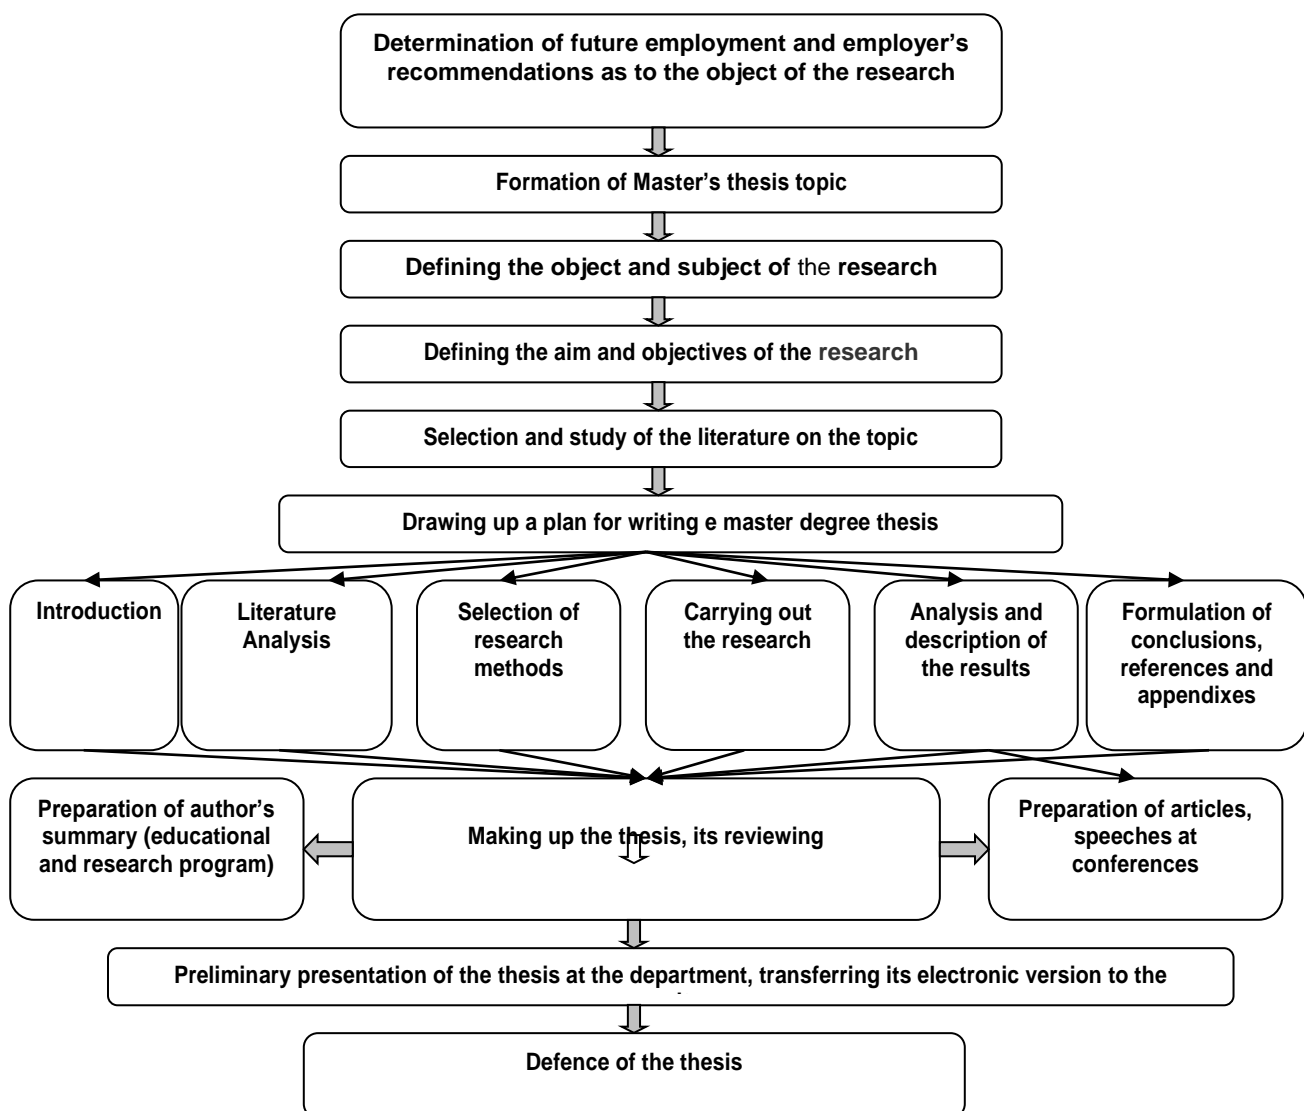 Determination of future employment and employer's
recommendations as to the object of the research
Formation of Master's thesis topic
Defining the object and subject of the research
Defining the aim and objectives of the research
Selection and study of the literature on the topic
Drawing up a plan for writing e master degree thesis
Introduction
Literature
Analysis
Selection of
research
methods
Carrying out
the research
Analysis and
description of
the results
Formulation of
conclusions,
references and
appendixes
Preparation of author's
summary (educational
and research program)
Making up the thesis, its reviewing
Preparation of articles,
speeches at
conferences
Preliminary presentation of the thesis at the department, transferring its electronic version to the
Defence of the thesis